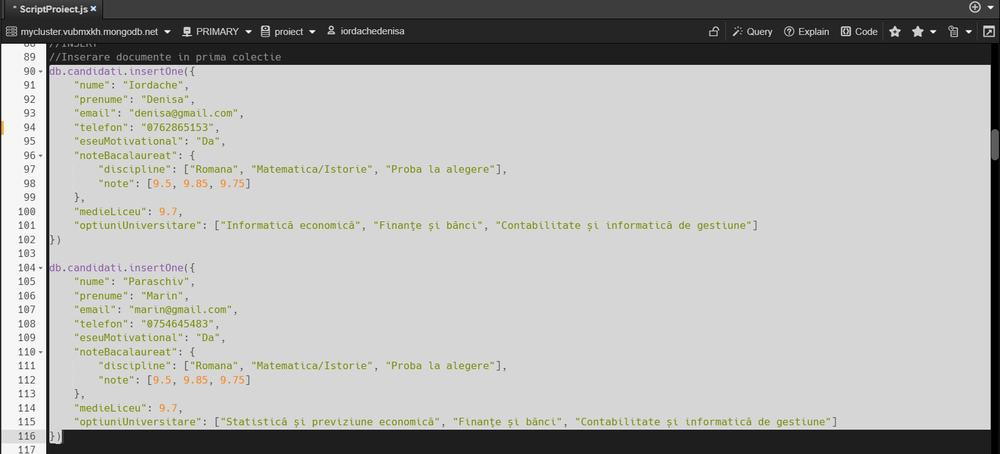 * ScriptProiect.js
mycluster.vubmxkh.mongodb.net PRIMARY proiect iordachedenisa Query Explain Code
88 //INSERT
89 //Inserare documente in prima colectie
90 db.candidati.insertOne({
91 "nume": "Iordache",
92 "prenume": "Denisa",
93 "email": "denisa@gmail.com",
94 "telefon": "0762865153",
95 "eseuMotivational": "Da",
96 "noteBacalaureat": {
97 "discipline": ["Romana", "Matematica/Istorie", "Proba la alegere"],
98 "note": [9.5, 9.85, 9.75]
99 },
100 "medieLiceu": 9.7,
101 "optiuniUniversitare": ["Informatică economică", "Finanțe și bănci", "Contabilitate și informatică de gestiune"]
102 })
103
104 db.candidati.insertOne({
105 "nume": "Paraschiv",
106 "prenume": "Marin",
107 "email": "marin@gmail.com",
108 "telefon": "0754645483",
109 "eseuMotivational": "Da",
110 "noteBacalaureat": {
111 "discipline": ["Romana", "Matematica/Istorie", "Proba la alegere"],
112 "note": [9.5, 9.85, 9.75]
113 },
114 "medieLiceu": 9.7,
115 "optiuniUniversitare": ["Statistică și previziune economică", "Finanțe și bănci", "Contabilitate și informatică de gestiune"]
116 })
117